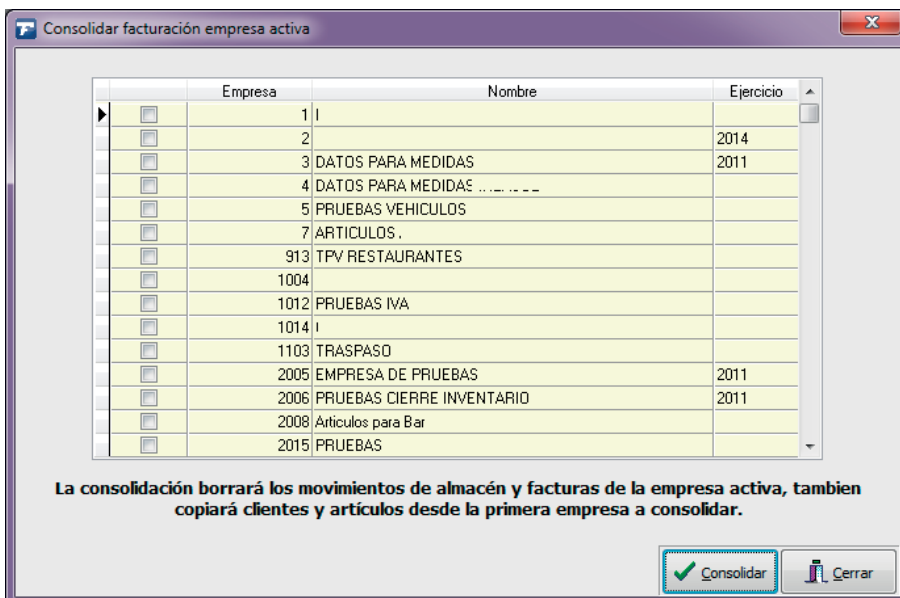 Consolidar facturación empresa activa
Empresa Nombre Ejercicio
1
2 2014
3 DATOS PARA MEDIDAS 2011
4 DATOS PARA MEDIDAS
5 PRUEBAS VEHICULOS
7 ARTICULOS.
913 TPV RESTAURANTES
1004
1012 PRUEBAS IVA
1014
1103 TRASPASO
2005 EMPRESA DE PRUEBAS 2011
2006 PRUEBAS CIERRE INVENTARIO 2011
2008 Articulos para Bar
2015 PRUEBAS
La consolidación borrará los movimientos de almacén y facturas de la empresa activa, tambien
copiará clientes y artículos desde la primera empresa a consolidar.
Consolidar Cerrar